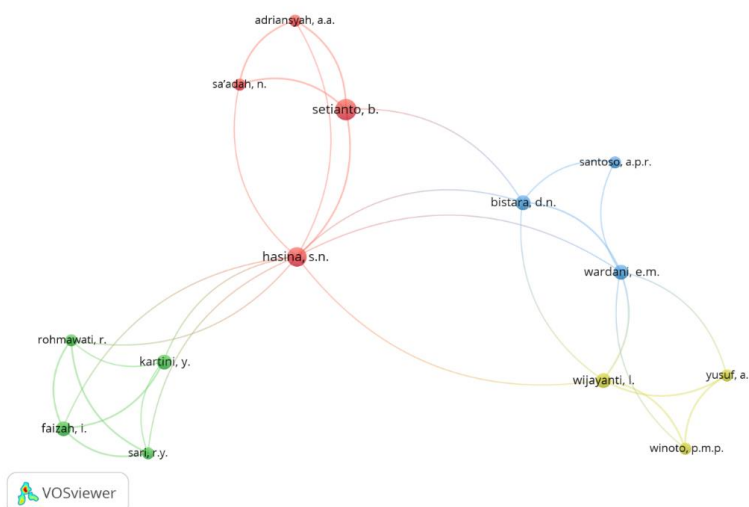 adriansyah, a.a.
sa'adah, n.
setianto, b.
santoso, a.p.r.
bistara, d.n.
hasina, s.n.
wardani, e.m.
rohmawati, r.
kartini, y.
yusuf, a.
wijayanti, l.
faizah, i.
sari, r.y.
winoto, p.m.p.
VOSviewer